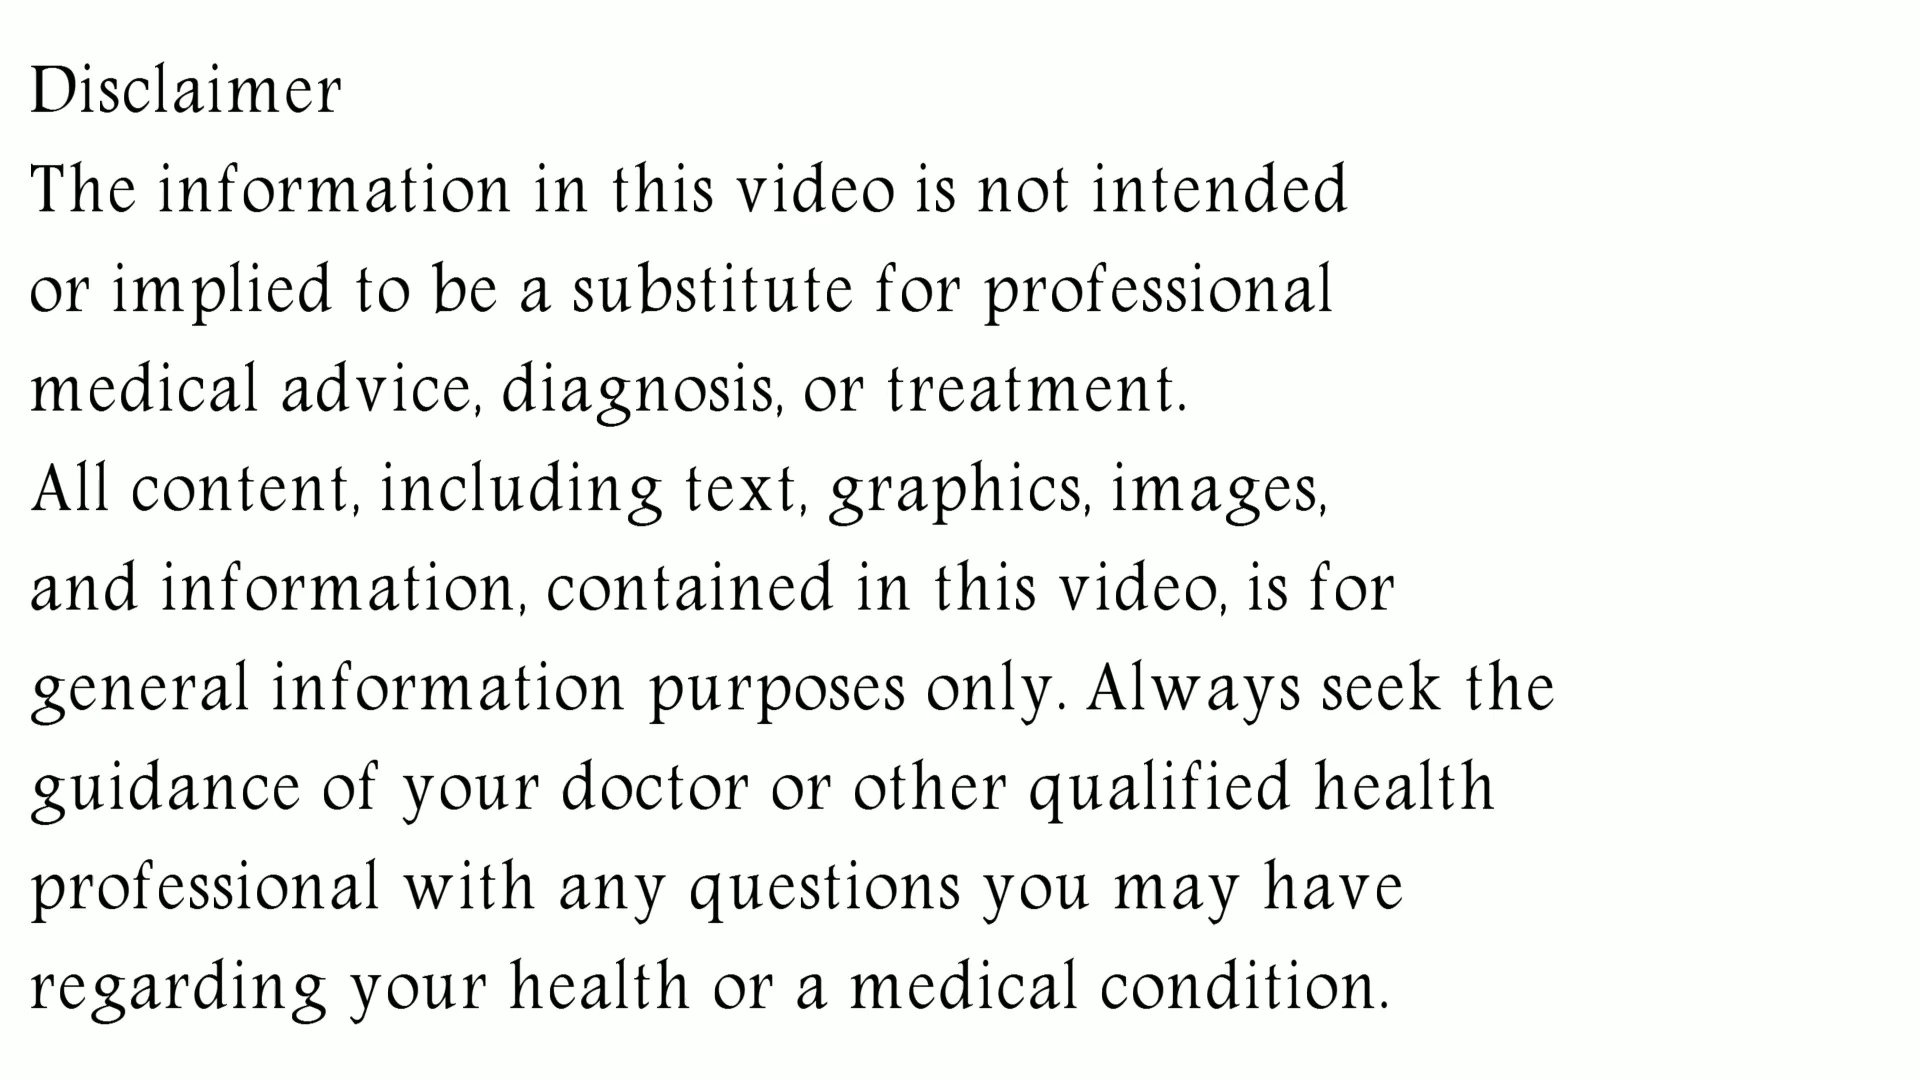 Disclaimer
The information in this video is not intended
or implied to be a substitute for professional
medical advice, diagnosis, or treatment.
All content, including text, graphics, images,
and information, contained in this video, is for
general information purposes only. Always seek the
guidance of your doctor or other qualified health
professional with any questions you may have
regarding your health or a medical condition.